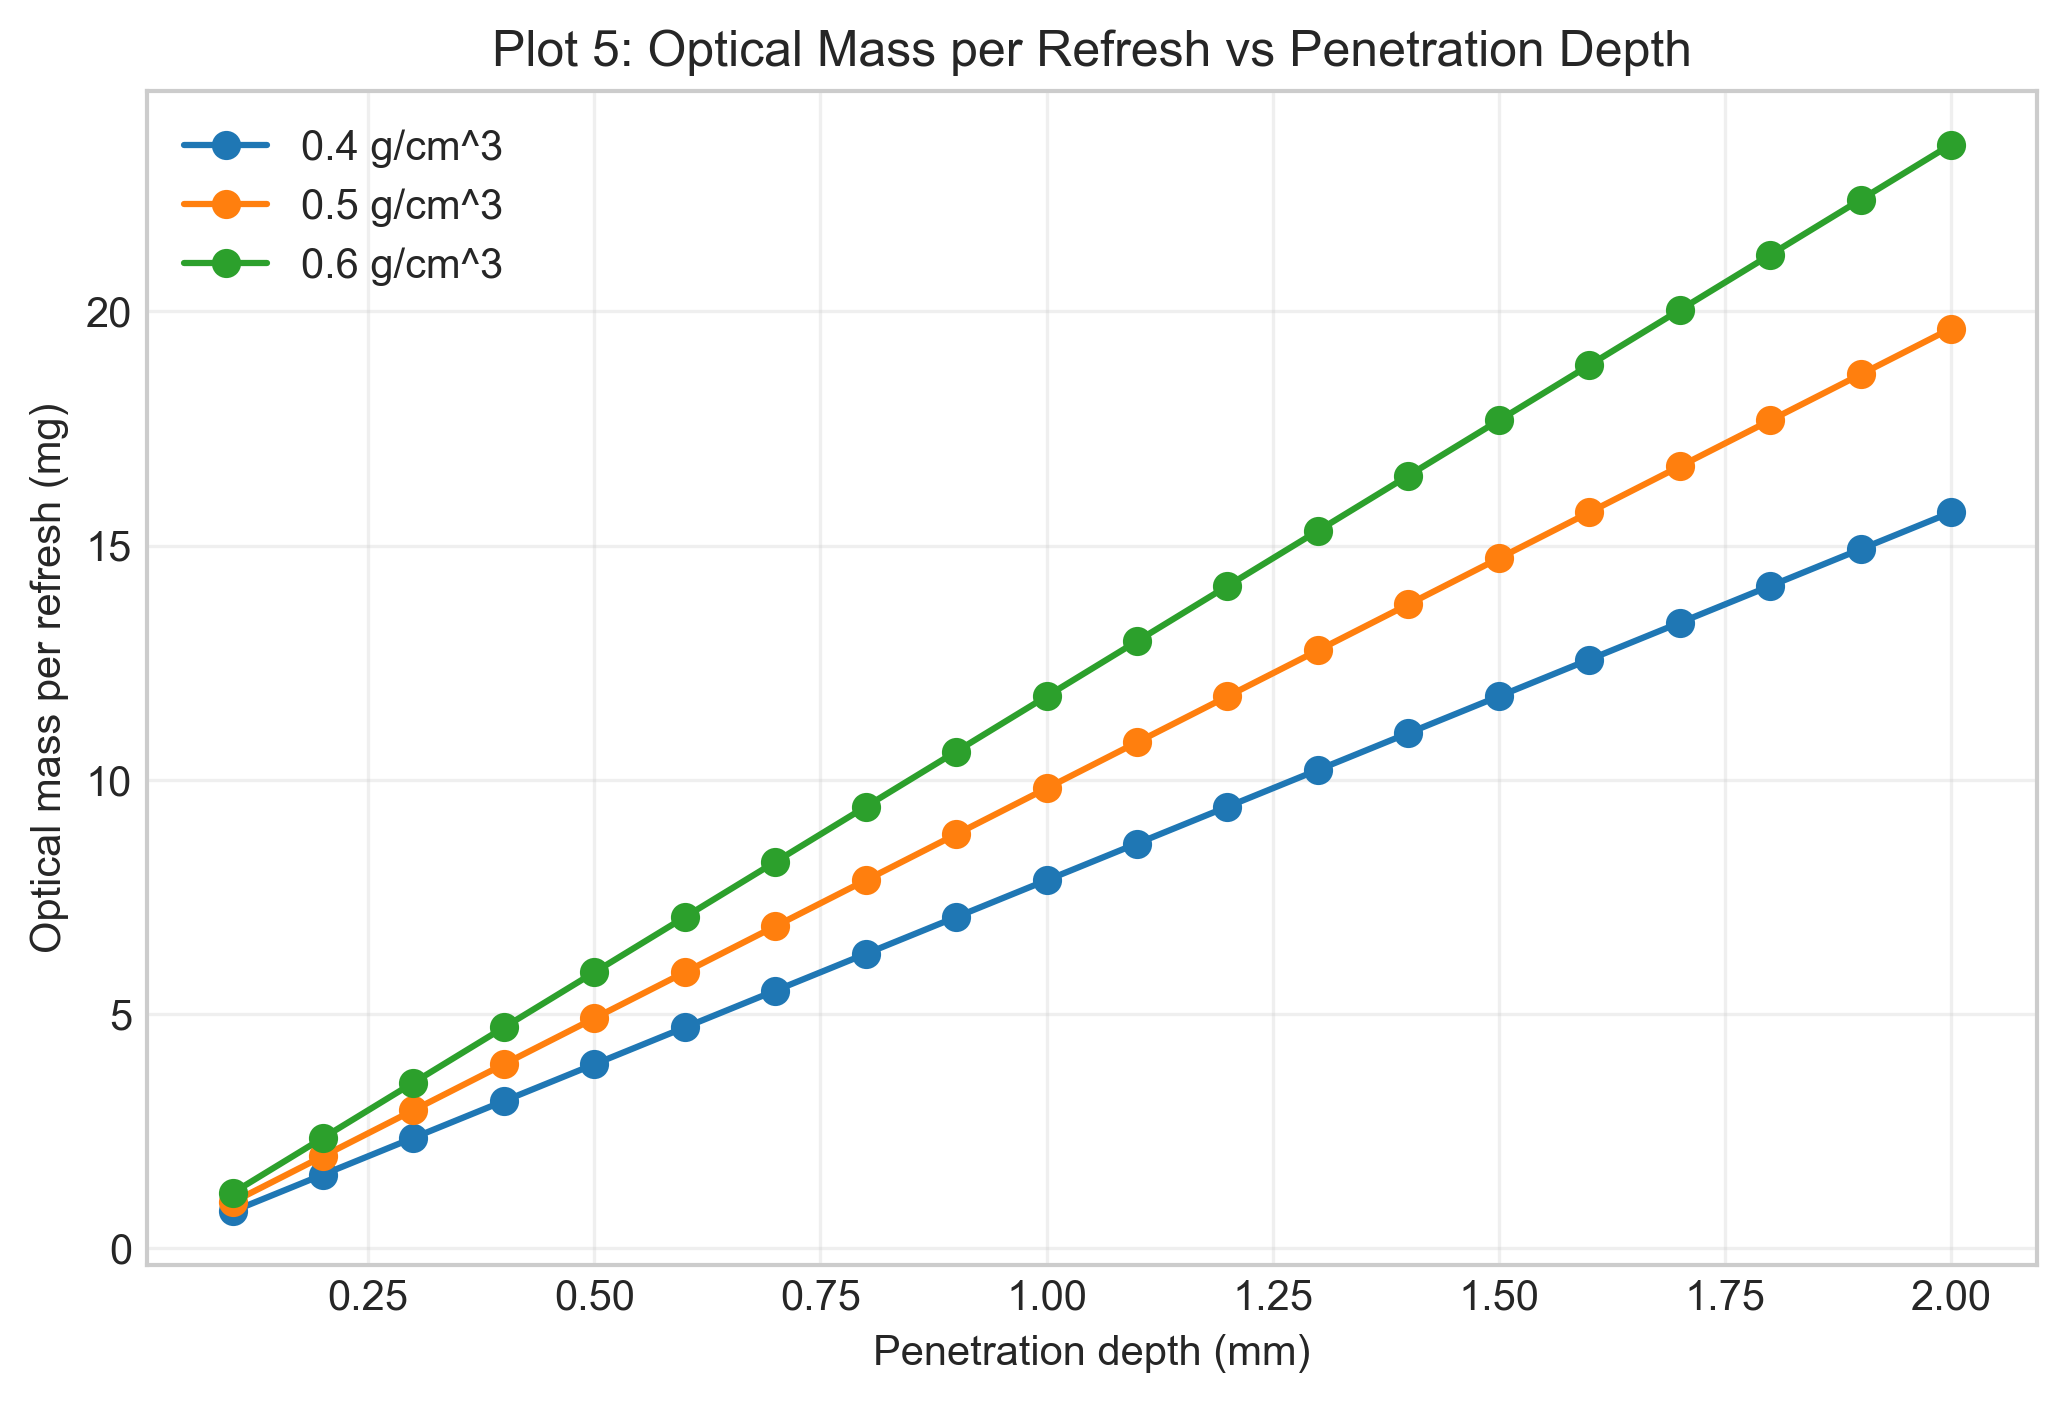 Plot 5: Optical Mass per Refresh vs Penetration Depth
0.4 g/cm^3
0.5 g/cm^3
0.6 g/cm^3
Optical mass per refresh (mg)
20
15
10
5
0
0.25 0.50 0.75 1.00 1.25 1.50 1.75 2.00
Penetration depth (mm)